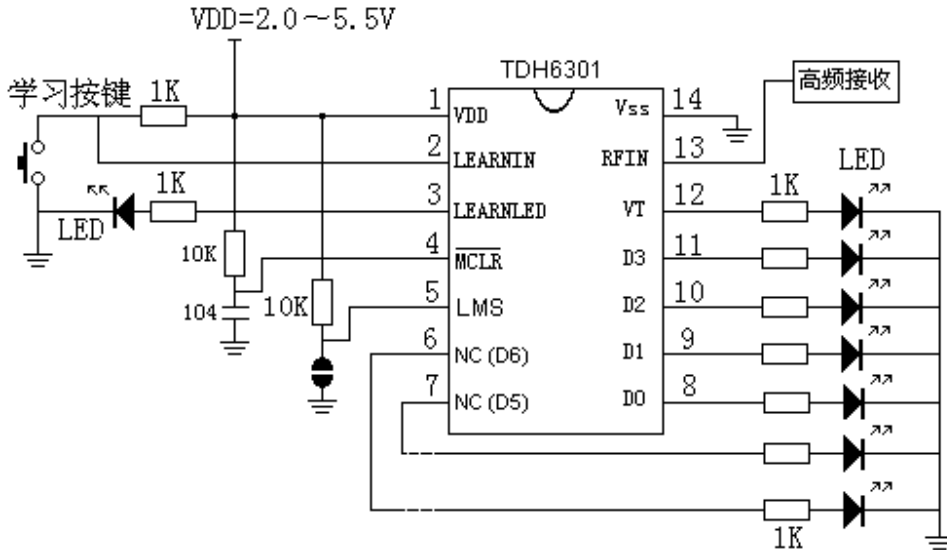 VDD=2.0～5.5V
TDH6301
高频接收
学习按键
1K
1
VDD
Vss
14
2
LEARNIN
RFIN
13
LED
1K
3
LEARNLED
VT
12
1K
LED
10K
4
MCLR
D3
11
104
10K
5
LMS
D2
10
6
NC (D6)
D1
9
7
NC (D5)
D0
8
1K